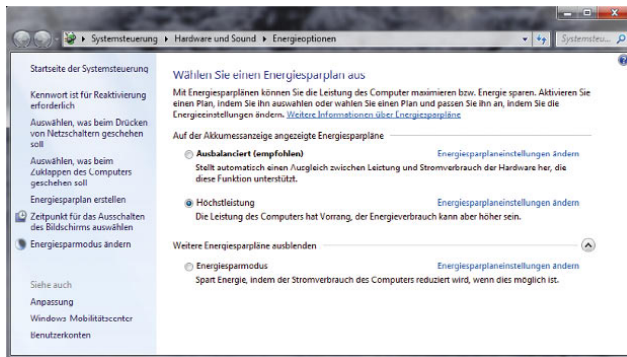 Systemsteuerung ▸ Hardware und Sound ▸ Energieoptionen
Systemsteu...
Startseite der Systemsteuerung
Kennwort ist für Reaktivierung
erforderlich
Auswählen, was beim Drücken
von Netzschaltern geschehen
soll
Auswählen, was beim
Zuklappen des Computers
geschehen soll
Energiesparplan erstellen
Zeitpunkt für das Ausschalten
des Bildschirms auswählen
Energiesparmodus ändern
Siehe auch
Anpassung
Windows-Mobilitätscenter
Benutzerkonten
Wählen Sie einen Energiesparplan aus
Mit Energiesparplänen können Sie die Leistung des Computer maximieren bzw. Energie sparen. Aktivieren Sie
einen Plan, indem Sie ihn auswählen oder wählen Sie einen Plan und passen Sie ihn an, indem Sie die
Energieeinstellungen ändern. Weitere Informationen über Energiesparpläne
Auf der Akkumessanzeige angezeigte Energiesparpläne
Ausbalanciert (empfohlen) Energiesparplaneinstellungen ändern
Stellt automatisch einen Ausgleich zwischen Leistung und Stromverbrauch der Hardware her, die
diese Funktion unterstützt.
Höchstleistung Energiesparplaneinstellungen ändern
Die Leistung des Computers hat Vorrang, der Energieverbrauch kann aber höher sein.
Weitere Energiesparpläne ausblenden
Energiesparmodus Energiesparplaneinstellungen ändern
Spart Energie, indem der Stromverbrauch des Computers reduziert wird, wenn dies möglich ist.